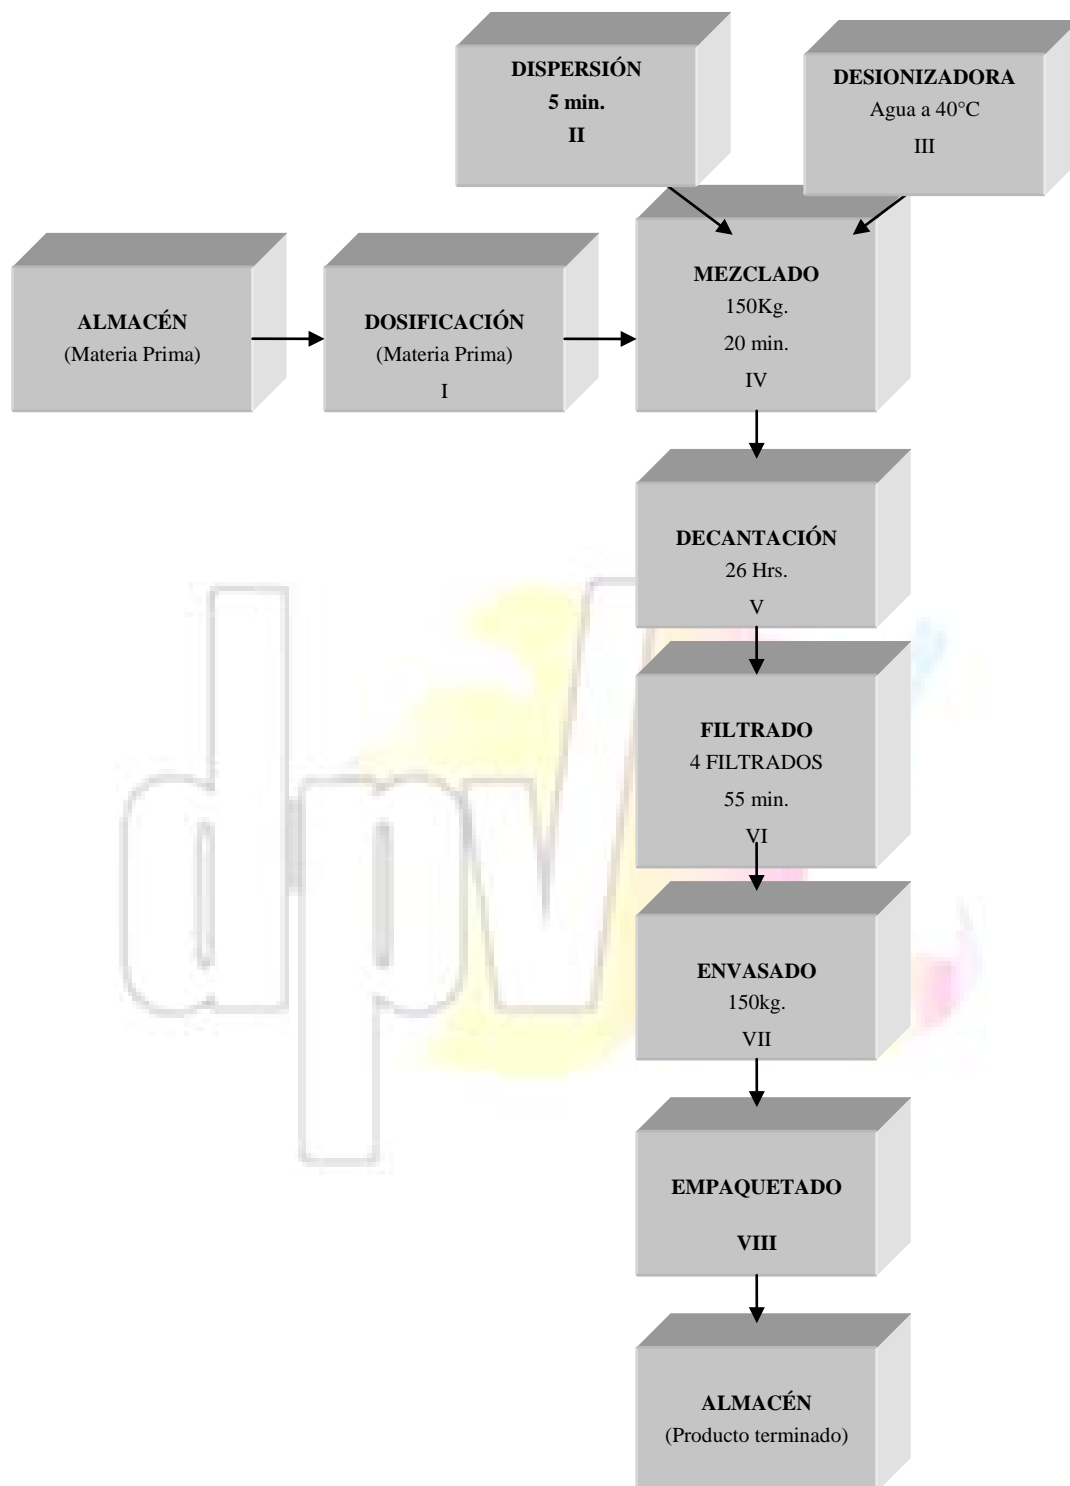 DISPERSIÓN
5 min.
II
DESIONIZADORA
Agua a 40°C
III
ALMACÉN
(Materia Prima)
DOSIFICACIÓN
(Materia Prima)
I
MEZCLADO
150Kg.
20 min.
IV
DECANTACIÓN
26 Hrs.
V
FILTRADO
4 FILTRADOS
55 min.
VI
ENVASADO
150kg.
VII
EMPAQUETADO
VIII
ALMACÉN
(Producto terminado)
dpv